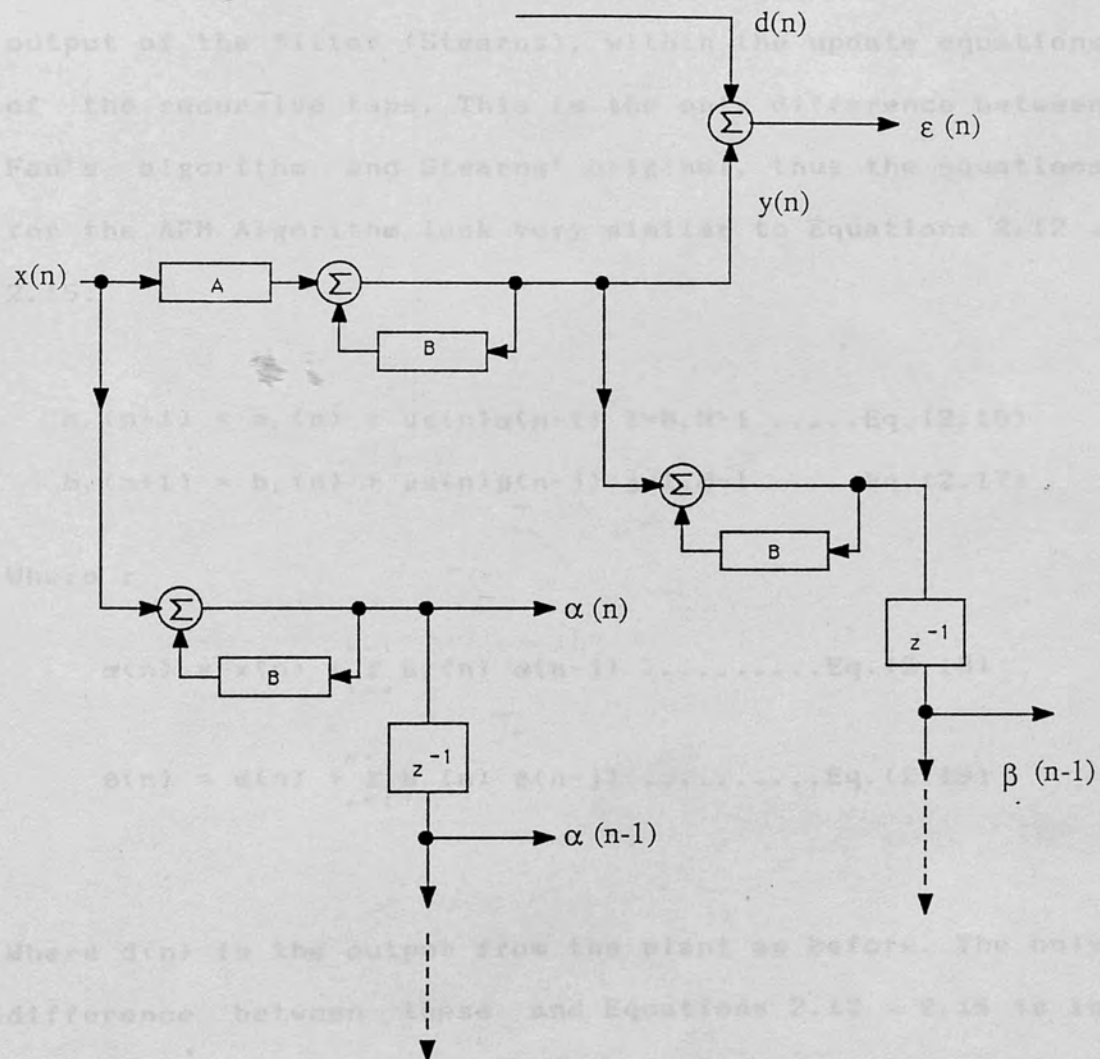 output of the filter (Stearns), within the update equations
of the recursive taps. This is the only difference between
Fan's algorithm and Stearns' original, thus the equations
for the AFM Algorithm look very similar to Equations 2.12 -
2.15.
d(n)
Σ
ε (n)
y(n)
x(n)
A
Σ
B
Σ
B
Σ
α (n)
B
z -1
z -1
β (n-1)
α (n-1)
Where :
Where d(n) is the output from the plant as before. The only
difference between these and Equations 2.12 - 2.15 is in